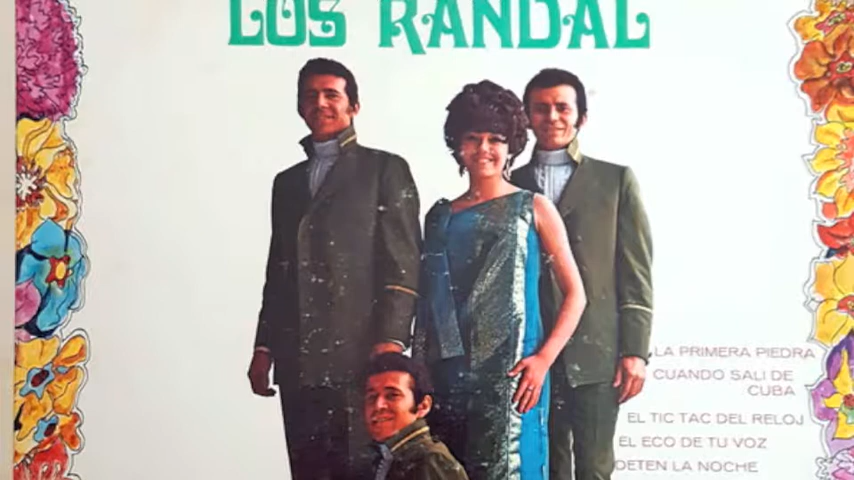 LOS RANDAL
LA PRIMERA PIEDRA
CUANDO SALI DE
CUBA
EL TIC TAC DEL RELOJ
EL ECO DE TU VOZ
DETEN LA NOCHE